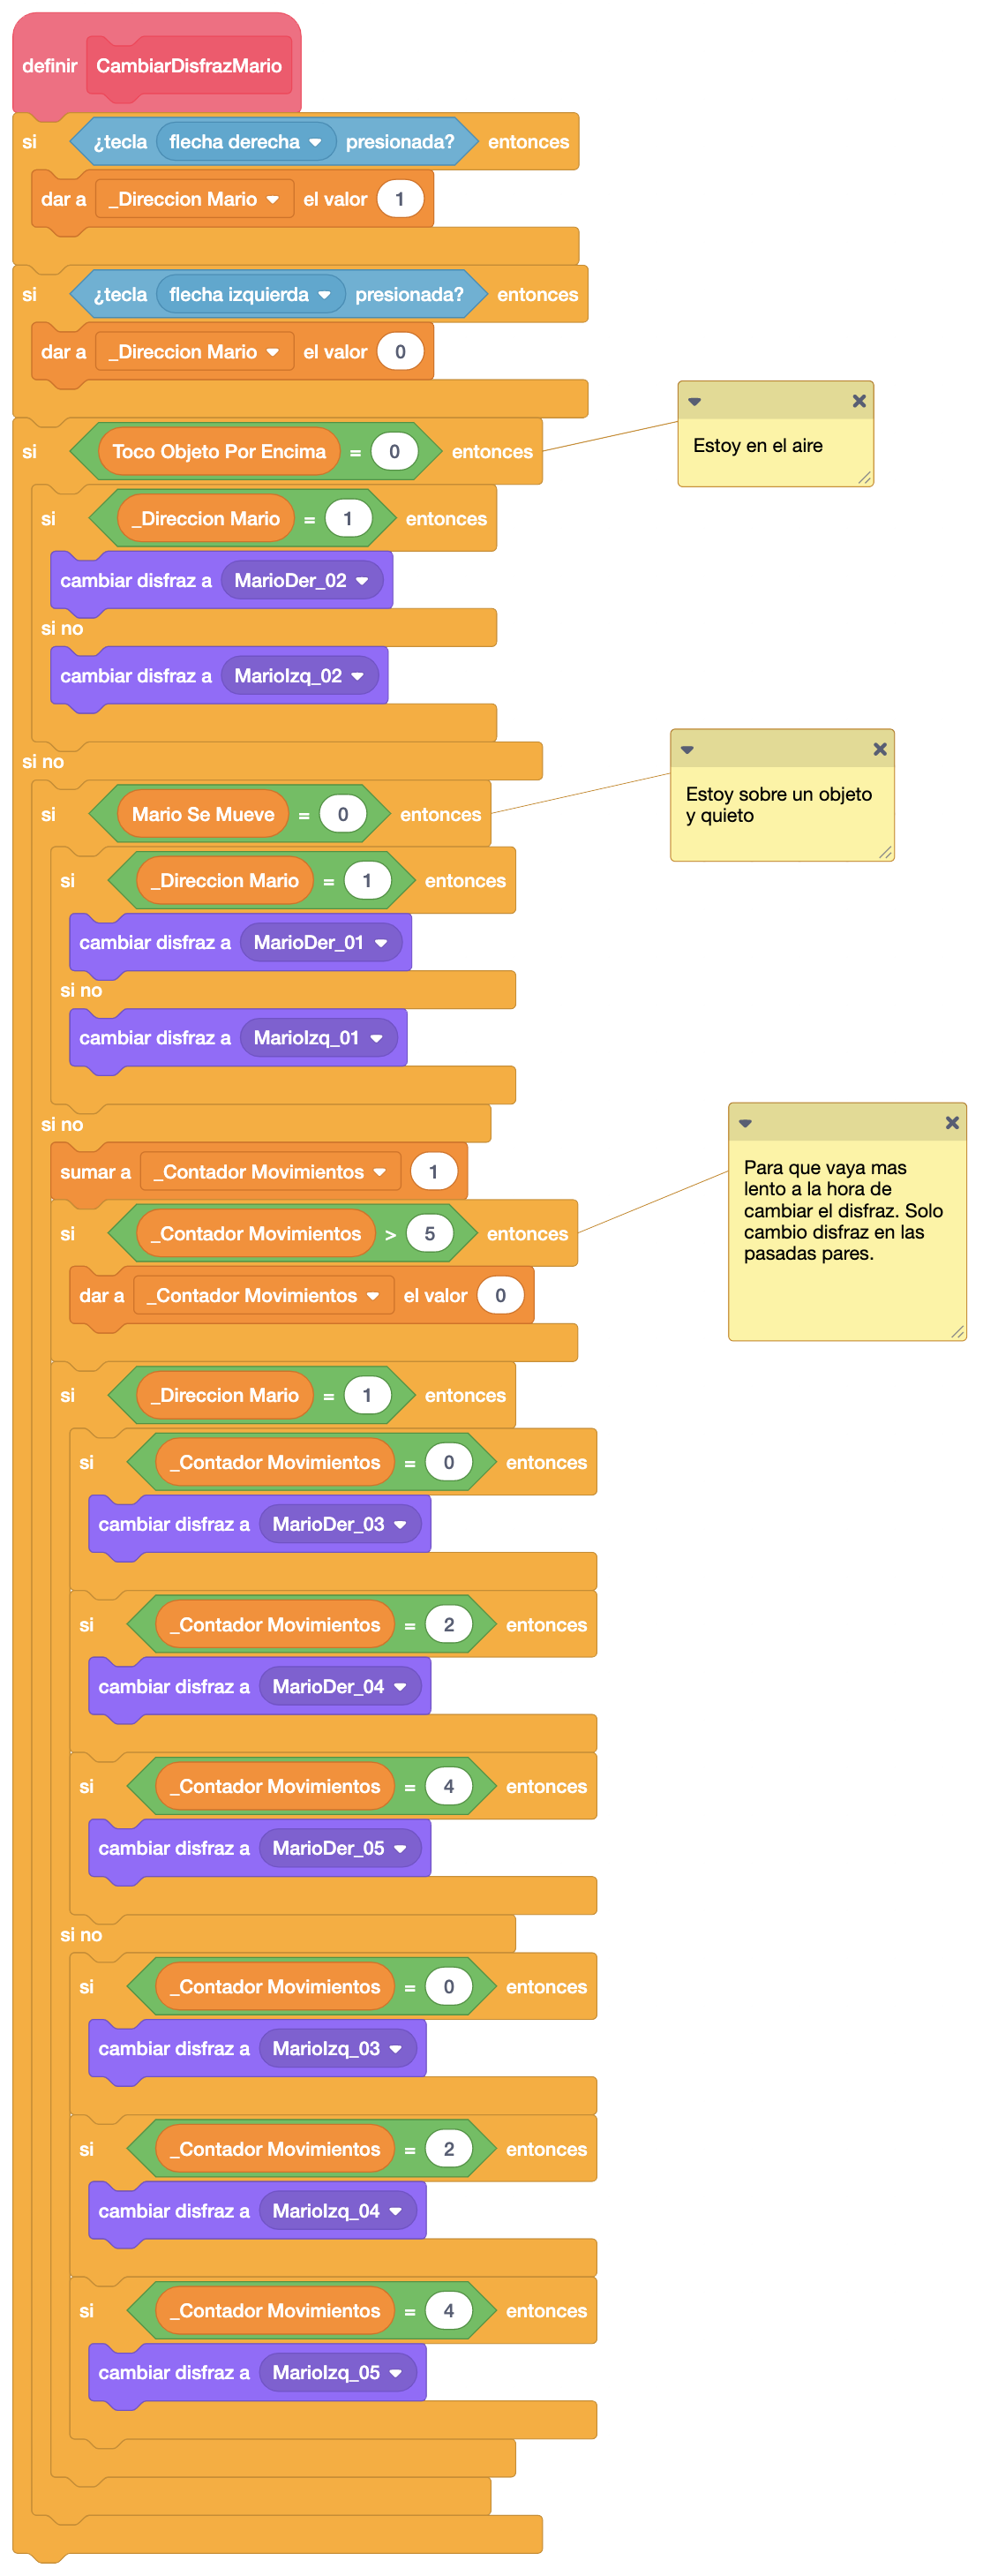 definir CambiarDisfrazMario
si ¿tecla flecha derecha presionada? entonces
dar a _Direccion Mario el valor 1
si ¿tecla flecha izquierda presionada? entonces
dar a _Direccion Mario el valor 0
si Toco Objeto Por Encima = 0 entonces
Estoy en el aire
si _Direccion Mario = 1 entonces
cambiar disfraz a MarioDer_02
si no
cambiar disfraz a MarioIzq_02
si no
si Mario Se Mueve = 0 entonces
Estoy sobre un objeto
y quieto
si _Direccion Mario = 1 entonces
cambiar disfraz a MarioDer_01
si no
cambiar disfraz a MarioIzq_01
si no
sumar a _Contador Movimientos 1
si _Contador Movimientos > 5 entonces
Para que vaya mas
lento a la hora de
cambiar el disfraz. Solo
cambio disfraz en las
pasadas pares.
dar a _Contador Movimientos el valor 0
si _Direccion Mario = 1 entonces
si _Contador Movimientos = 0 entonces
cambiar disfraz a MarioDer_03
si _Contador Movimientos = 2 entonces
cambiar disfraz a MarioDer_04
si _Contador Movimientos = 4 entonces
cambiar disfraz a MarioDer_05
si no
si _Contador Movimientos = 0 entonces
cambiar disfraz a MarioIzq_03
si _Contador Movimientos = 2 entonces
cambiar disfraz a MarioIzq_04
si _Contador Movimientos = 4 entonces
cambiar disfraz a MarioIzq_05